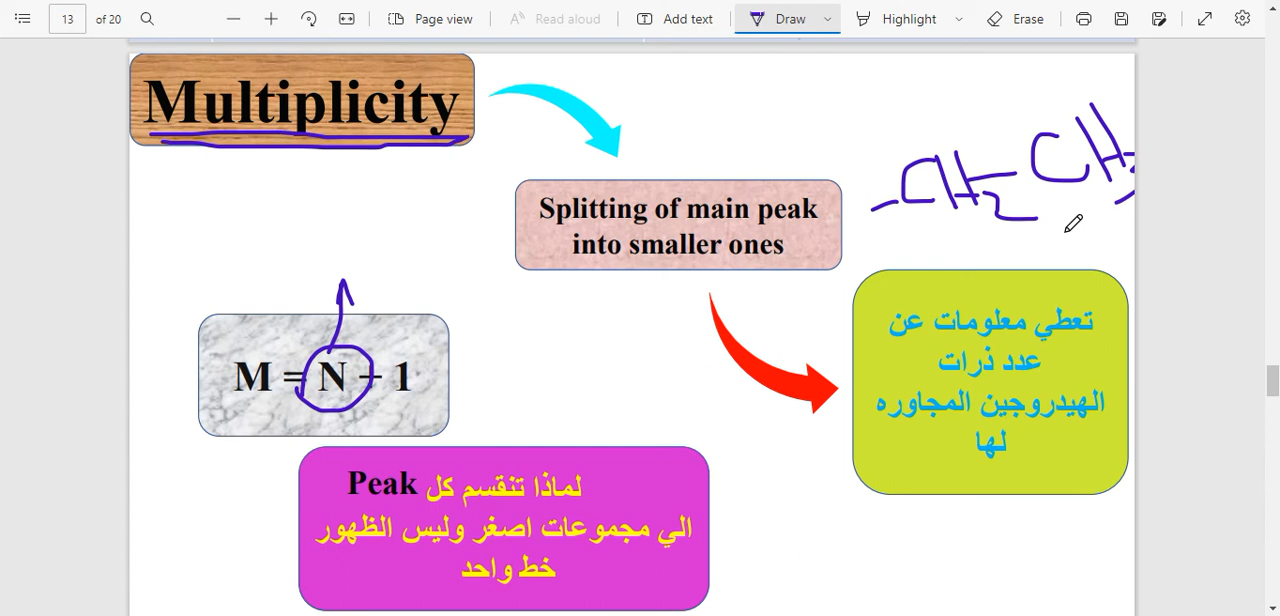 13 of 20 Page view Read aloud Add text Draw Highlight Erase
Multiplicity
Splitting of main peak
into smaller ones
CH2 CH3
تعطي معلومات عن
عدد ذرات
الهيدروجين المجاوره
لها
M = N + 1
لماذا تنقسم كل Peak
الي مجموعات اصغر وليس الظهور
خط واحد